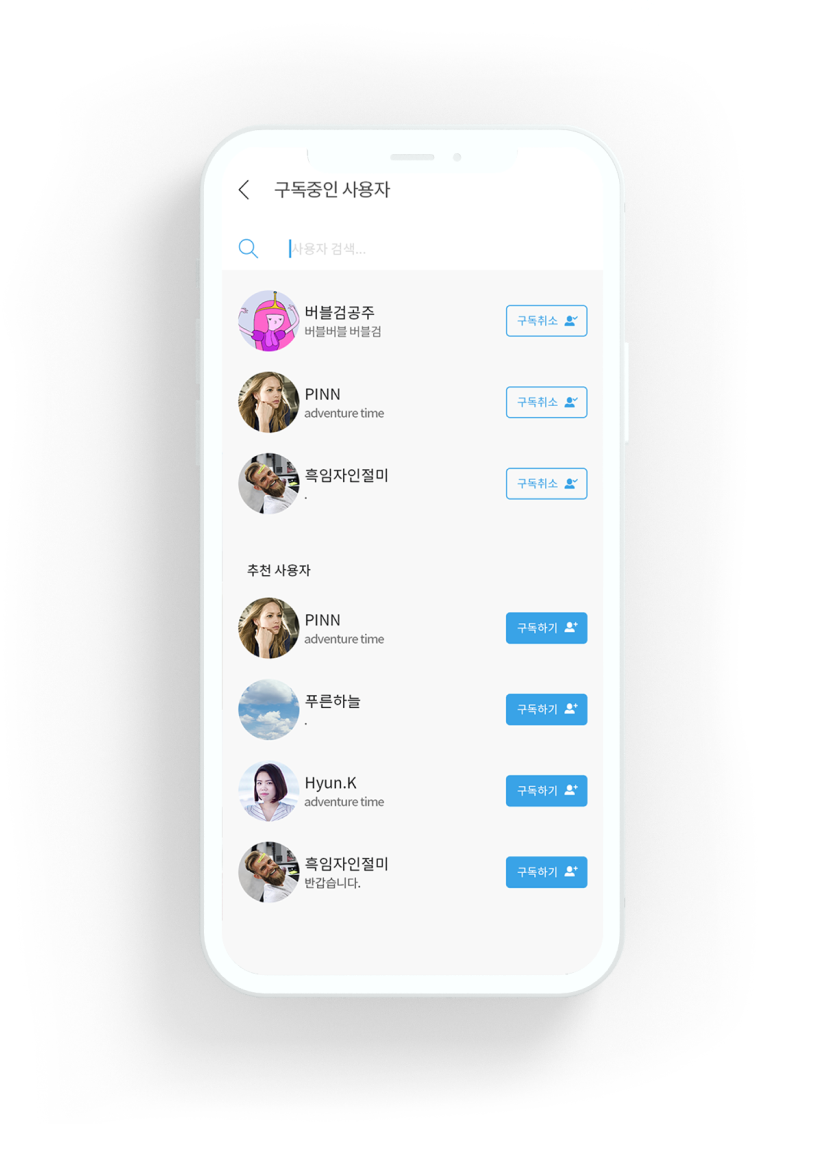 구독중인 사용자
사용자 검색...
버블검공주
버블버블 버블검
구독취소
PINN
adventure time
구독취소
흑임자인절미
.
구독취소
추천 사용자
PINN
adventure time
구독하기
푸른하늘
.
구독하기
Hyun.K
adventure time
구독하기
흑임자인절미
반갑습니다.
구독하기